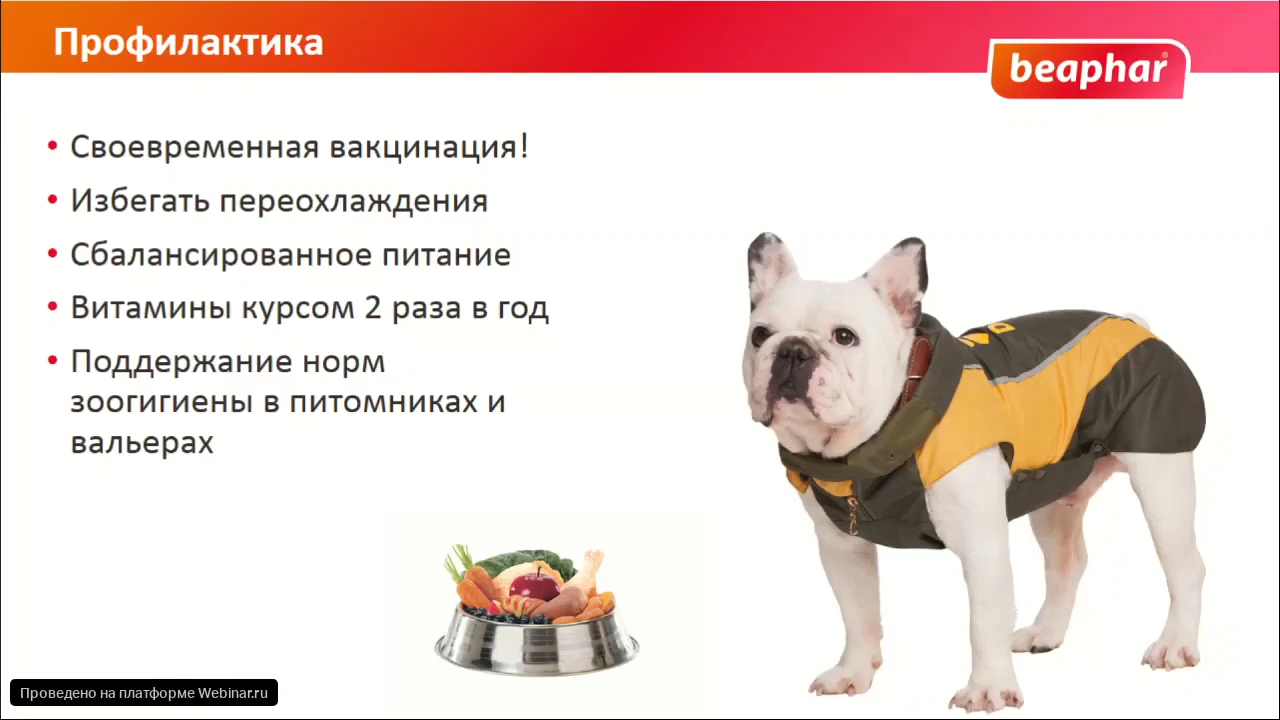 Профилактика
beaphar®
• Своевременная вакцинация!
• Избегать переохлаждения
• Сбалансированное питание
• Витамины курсом 2 раза в год
• Поддержание норм
зоогигиены в питомниках и
вальерах
Проведено на платформе Webinar.ru